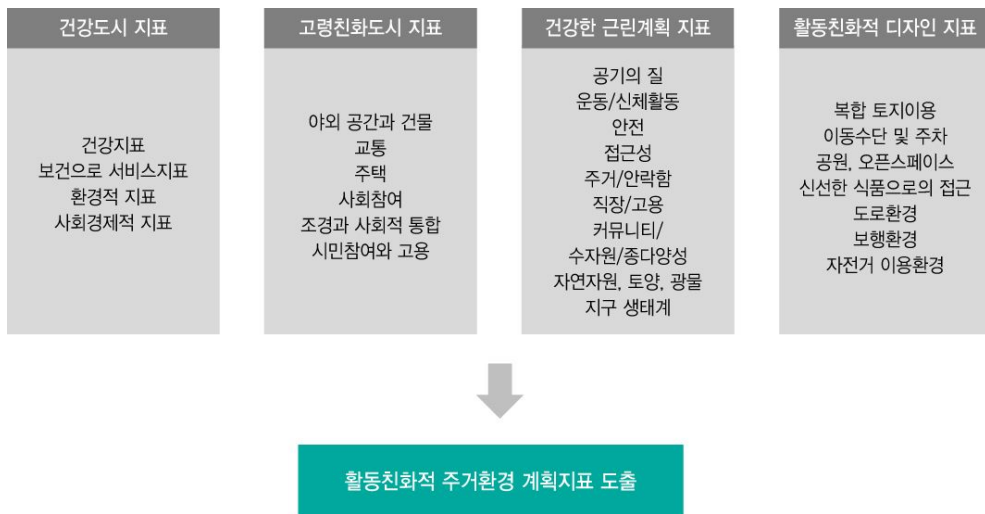 건강도시 지표
건강지표
보건으로 서비스지표
환경적 지표
사회경제적 지표
고령친화도시 지표
야외 공간과 건물
교통
주택
사회참여
조경과 사회적 통합
시민참여와 고용
건강한 근린계획 지표
공기의 질
운동/신체활동
안전
접근성
주거/안락함
직장/고용
커뮤니티/
수자원/종다양성
자연자원, 토양, 광물
지구 생태계
활동친화적 디자인 지표
복합 토지이용
이동수단 및 주차
공원, 오픈스페이스
신선한 식품으로의 접근
도로환경
보행환경
자전거 이용환경
활동친화적 주거환경 계획지표 도출